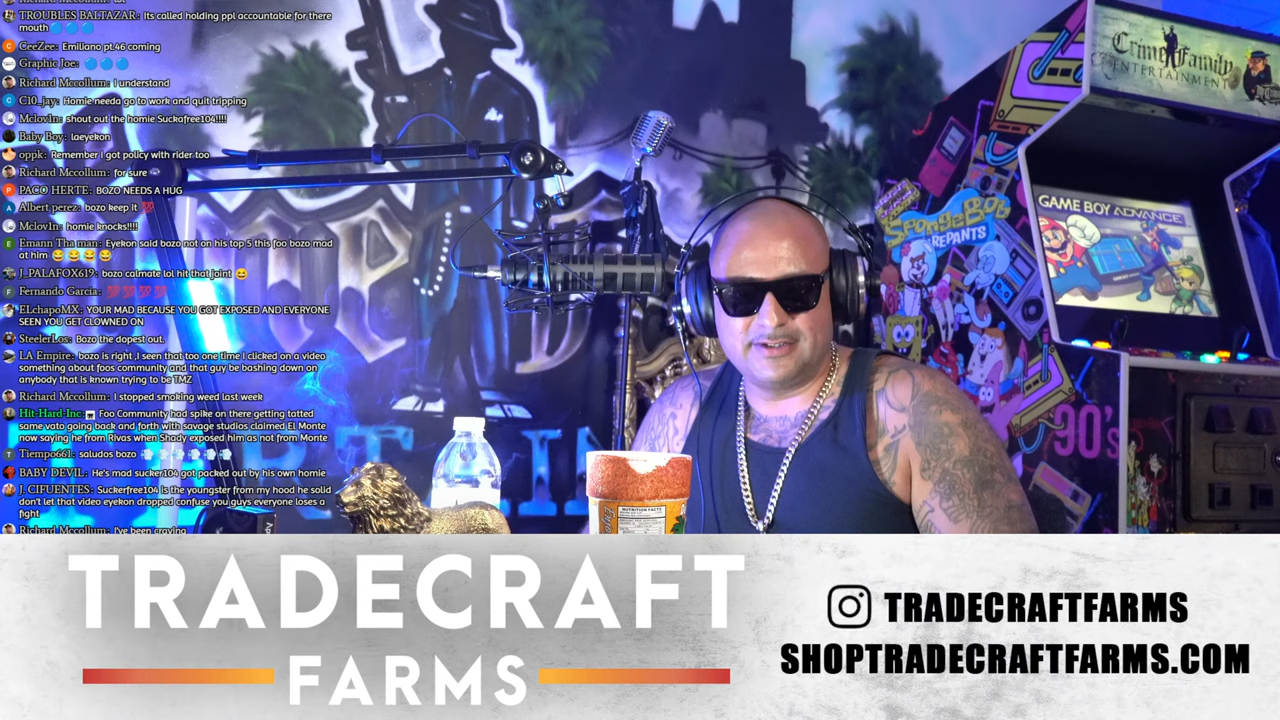 TROUBLES BALTAZAR: Its called holding ppl accountable for there
mouth
CeeZee: Emiliano pt.46 coming
Graphic Joe:
Richard Mccollum: I understand
C10_jay: Homie needa go to work and quit tripping
Mclov1n: shout out the homie Suckafree104!!!!
Baby Boy: Iaeyekon
oppk: Remember I got policy with rider too
Richard Mccollum: for sure
PACO HERTE: BOZO NEEDS A HUG
Albert perez: bozo keep it 💯
Mclov1n: homie knocks!!!!
Emann Tha man: Eyekon said bozo not on his top 5 this foo bozo mad
at him 😂😂😂😂
J_PALAFOX619: bozo calmate lol hit that joint 😆
Fernando Garcia: 💯💯💯💯
ELchapoMX: YOUR MAD BECAUSE YOU GOT EXPOSED AND EVERYONE
SEEN YOU GET CLOWNED ON
SteelerLos: Bozo the dopest out.
LA Empire: bozo is right ,I seen that too one time I clicked on a video
something about foos community and that guy be bashing down on
anybody that is known trying to be TMZ
Richard Mccollum: I stopped smoking weed last week
Hit-Hard-Inc: Foo Community had spike on there getting tatted
same vato going back and forth with savage studios claimed El Monte
now saying he from Rivas when Shady exposed him as not from Monte
Tiempo661: saludos bozo
BABY DEVIL: He's mad sucker104 got packed out by his own homie
J. CIFUENTES: Suckerfree104 is the youngster from my hood he solid
don't let that video eyekon dropped confuse you guys everyone loses a
fight
Richard Mccollum: I've been craving
Crime Family
ENTERTAINMENT
GAME BOY ADVANCE
SpongeBob
90's
NUTRITION FACTS
TRADECRAFT
FARMS
TRADECRAFTFARMS
SHOPTRADECRAFTFARMS.COM